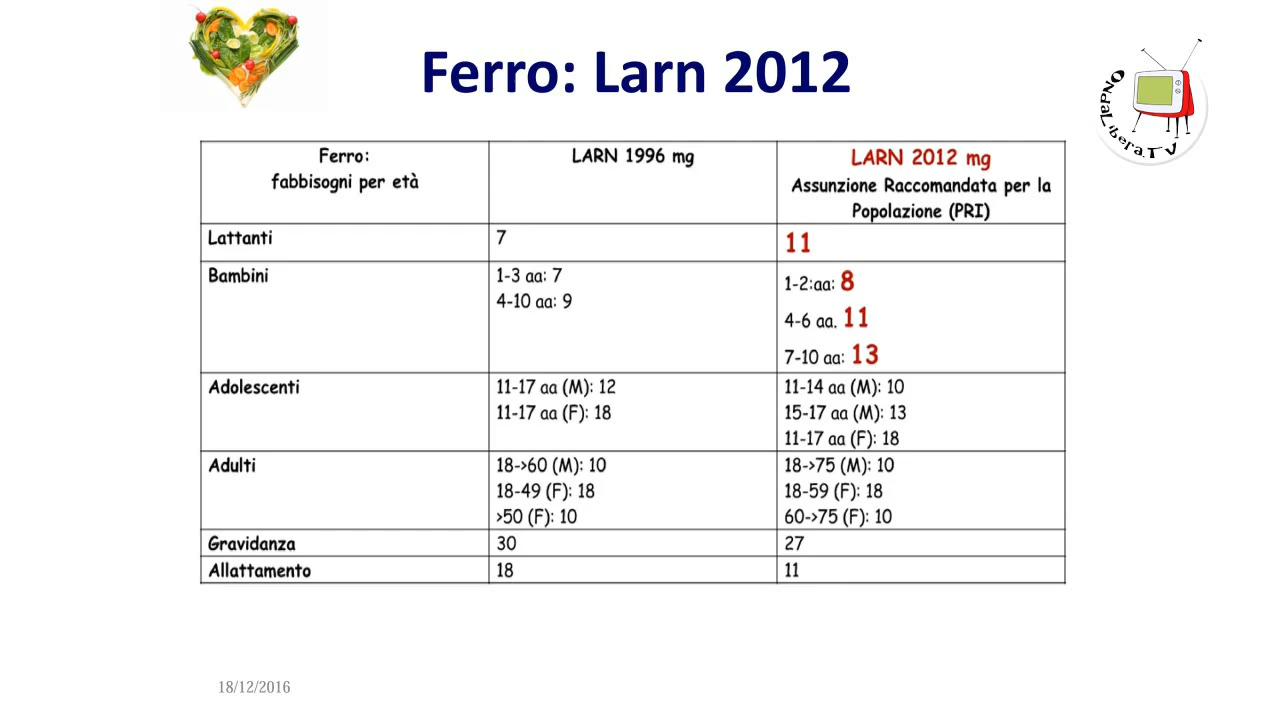 Ferro: Larn 2012
OndaLibera.TV
Ferro:
fabbisogni per età
LARN 1996 mg
LARN 2012 mg
Assunzione Raccomandata per la
Popolazione (PRI)
Lattanti
7
11
Bambini
1-3 aa: 7
4-10 aa: 9
1-2:aa: 8
4-6 aa. 11
7-10 aa: 13
Adolescenti
11-17 aa (M): 12
11-17 aa (F): 18
11-14 aa (M): 10
15-17 aa (M): 13
11-17 aa (F): 18
Adulti
18->60 (M): 10
18-49 (F): 18
>50 (F): 10
18->75 (M): 10
18-59 (F): 18
60->75 (F): 10
Gravidanza
30
27
Allattamento
18
11
18/12/2016